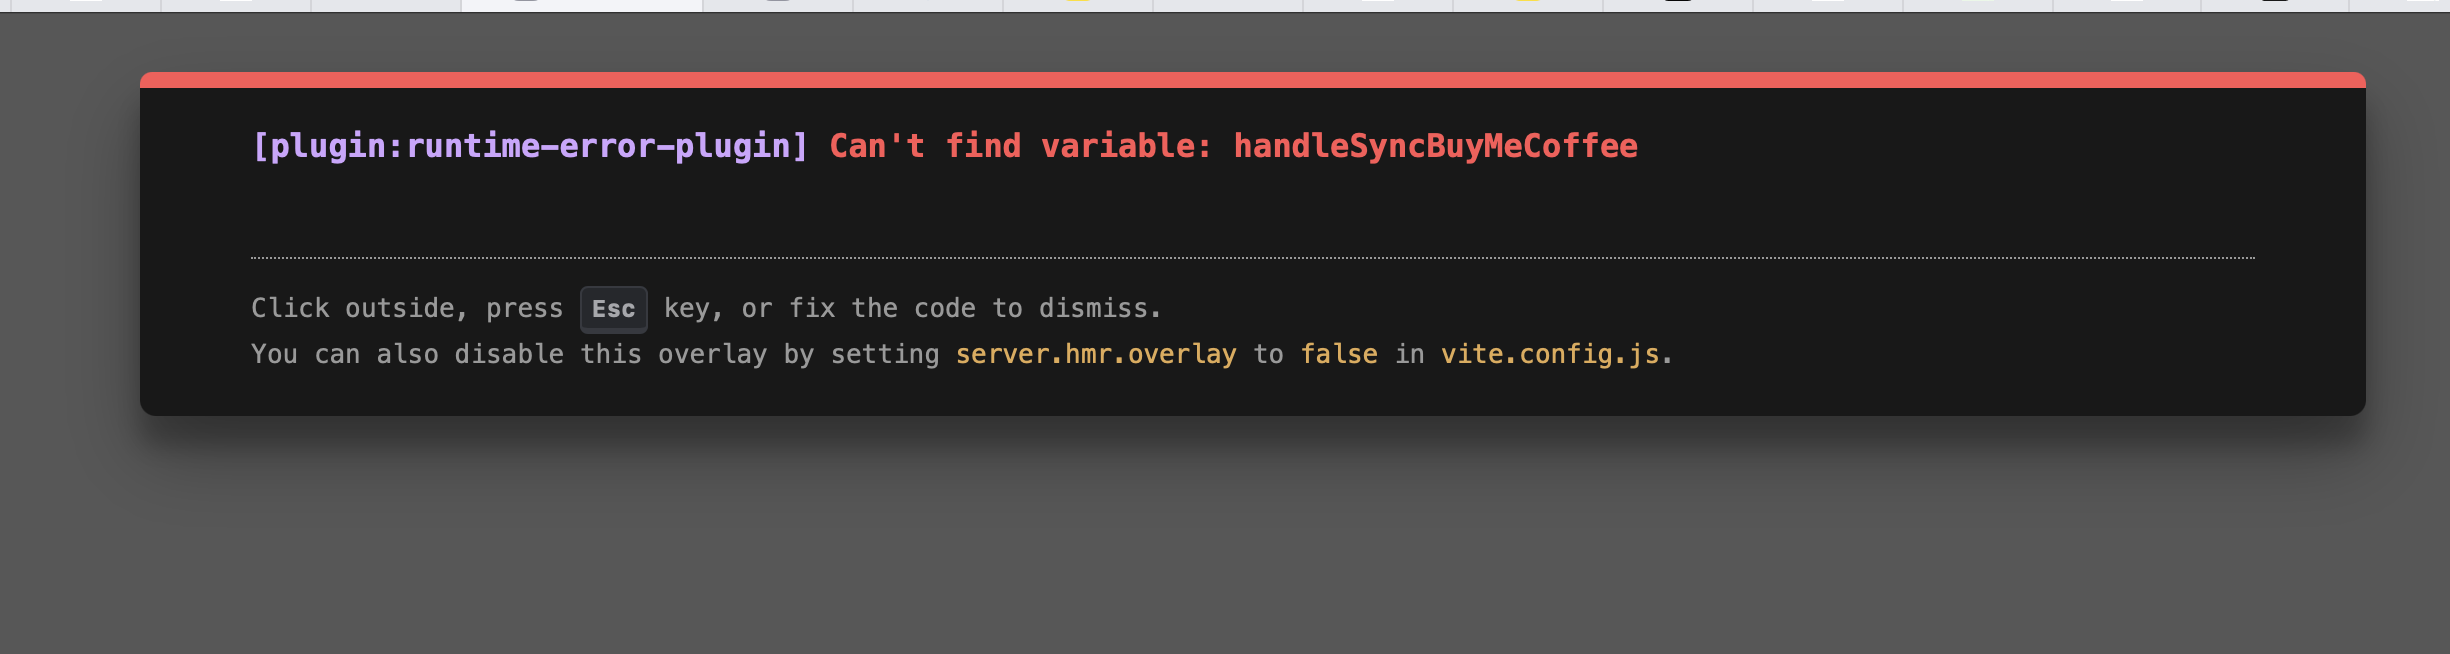 [plugin:runtime-error-plugin] Can't find variable: handleSyncBuyMeCoffee
Click outside, press Esc key, or fix the code to dismiss.
You can also disable this overlay by setting server.hmr.overlay to false in vite.config.js.